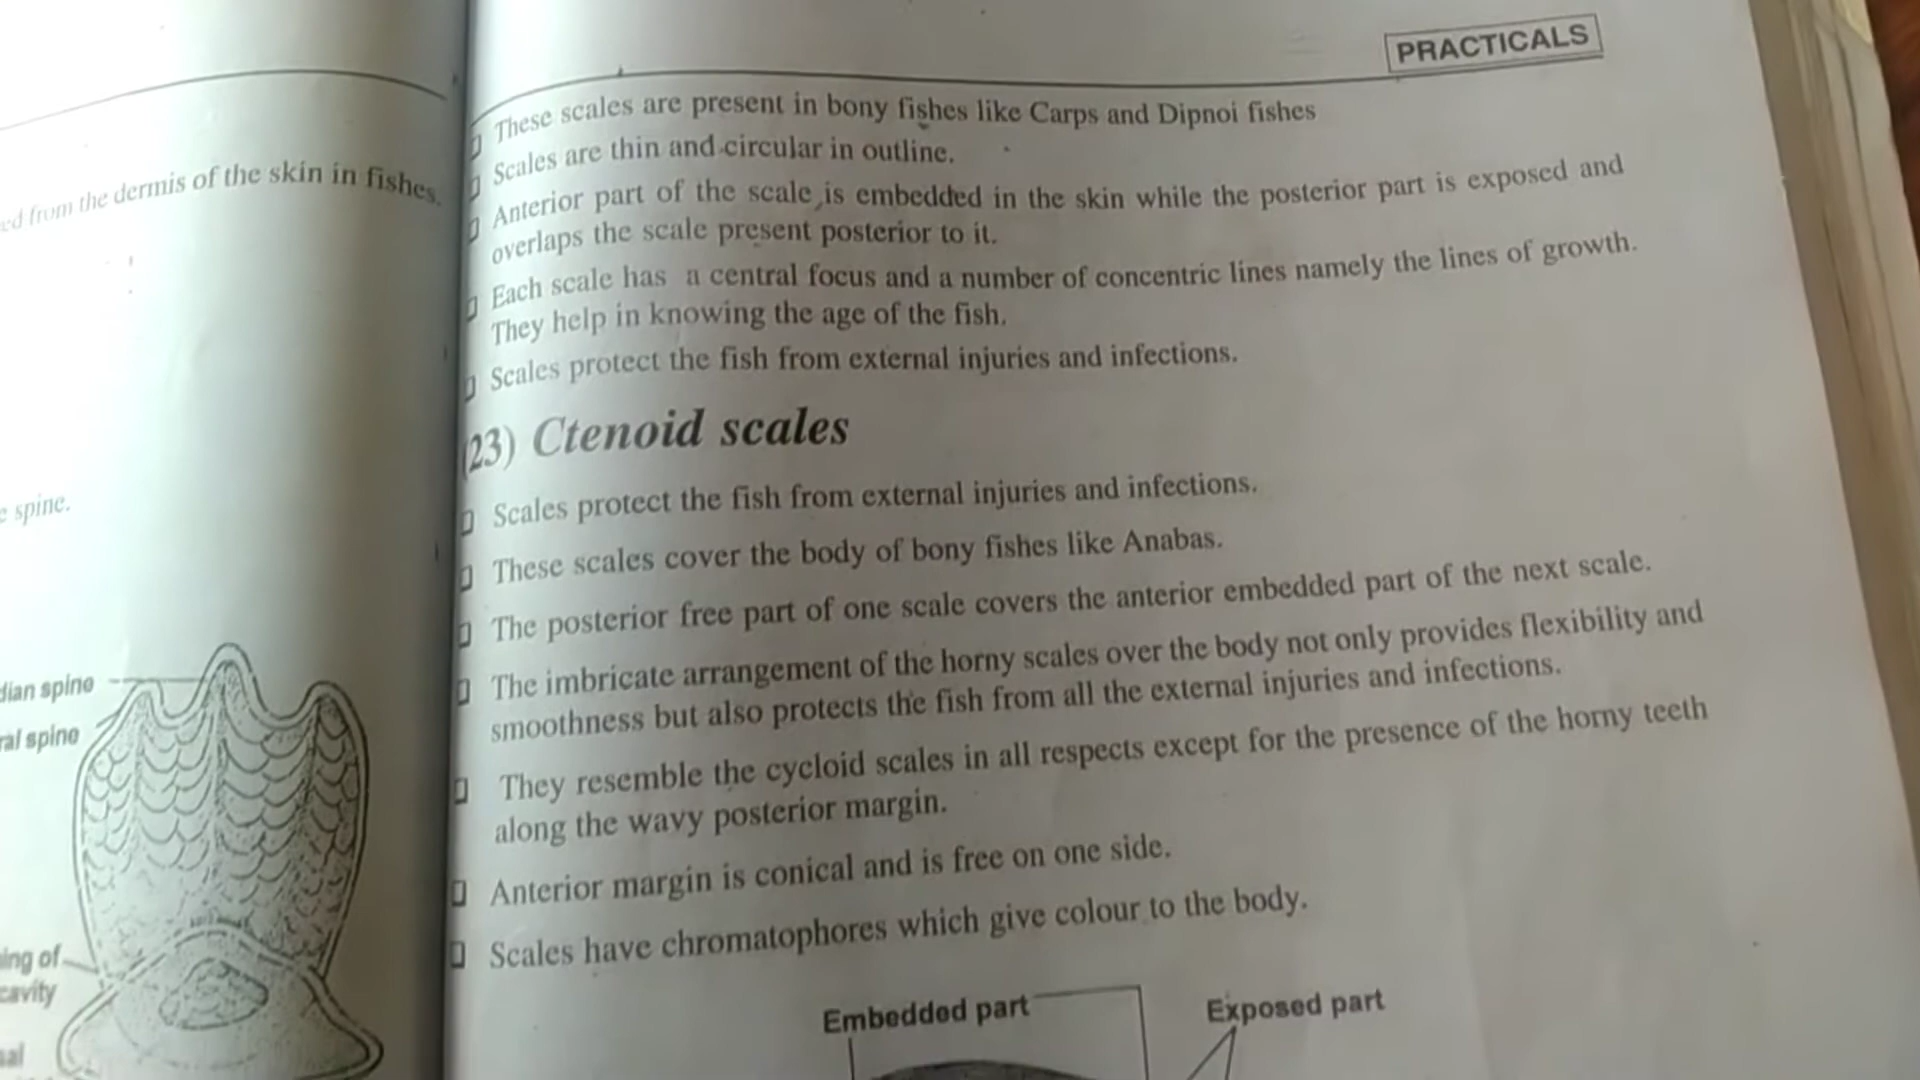 PRACTICALS
from the dermis of the skin in fishes.
spine.
spine
spine
of
cavity
These scales are present in bony fishes like Carps and Dipnoi fishes
Scales are thin and circular in outline.
Anterior part of the scale is embedded in the skin while the posterior part is exposed and
overlaps the scale present posterior to it.
Each scale has a central focus and a number of concentric lines namely the lines of growth.
They help in knowing the age of the fish.
Scales protect the fish from external injuries and infections.
(23) Ctenoid scales
Scales protect the fish from external injuries and infections.
These scales cover the body of bony fishes like Anabas.
The posterior free part of one scale covers the anterior embedded part of the next scale.
The imbricate arrangement of the horny scales over the body not only provides flexibility and
smoothness but also protects the fish from all the external injuries and infections.
They resemble the cycloid scales in all respects except for the presence of the horny teeth
along the wavy posterior margin.
Anterior margin is conical and is free on one side.
Scales have chromatophores which give colour to the body.
Embedded part
Exposed part